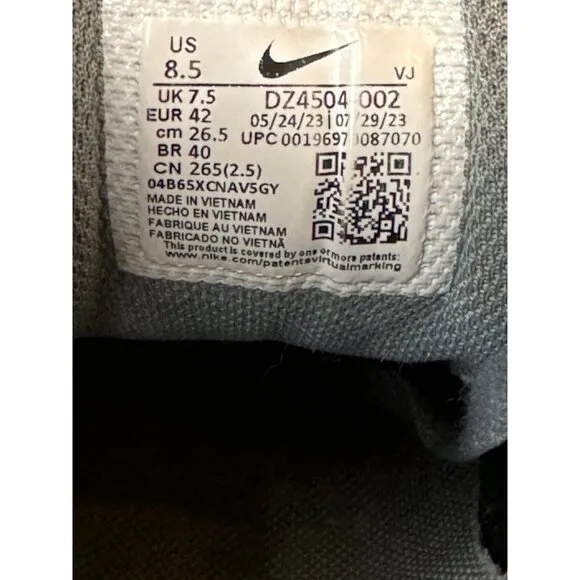 US
8.5
VJ
UK 7.5
DZ4504-002
EUR 42
05/24/23 | 07/29/23
cm 26.5
UPC 00196970087070
BR 40
CN 265(2.5)
04B65XCNAV5GY
MADE IN VIETNAM
HECHO EN VIETNAM
FABRIQUE AU VIETNAM
FABRICADO NO VIETNÃ
This product is covered by one or more patents:
www.nike.com/patentsvirtualmarking